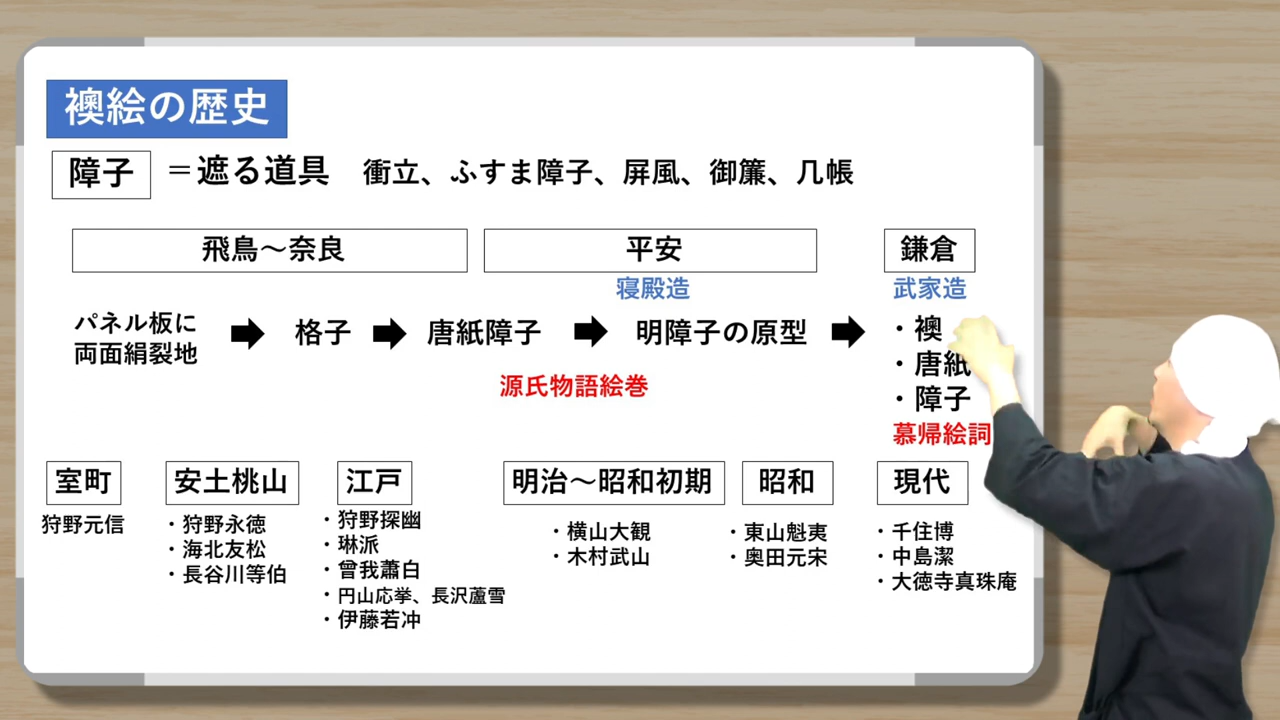 襖絵の歴史
障子 ＝遮る道具 衝立、ふすま障子、屏風、御簾、几帳
飛鳥～奈良 平安 鎌倉
寝殿造 武家造
パネル板に
両面絹裂地
➡ 格子 ➡ 唐紙障子 ➡ 明障子の原型 ➡
・襖
・唐紙
・障子
源氏物語絵巻
慕帰絵詞
室町
狩野元信
安土桃山
・狩野永徳
・海北友松
・長谷川等伯
江戸
・狩野探幽
・琳派
・曾我蕭白
・円山応挙、長沢蘆雪
・伊藤若冲
明治～昭和初期
・横山大観
・木村武山
昭和
・東山魁夷
・奥田元宋
現代
・千住博
・中島潔
・大徳寺真珠庵